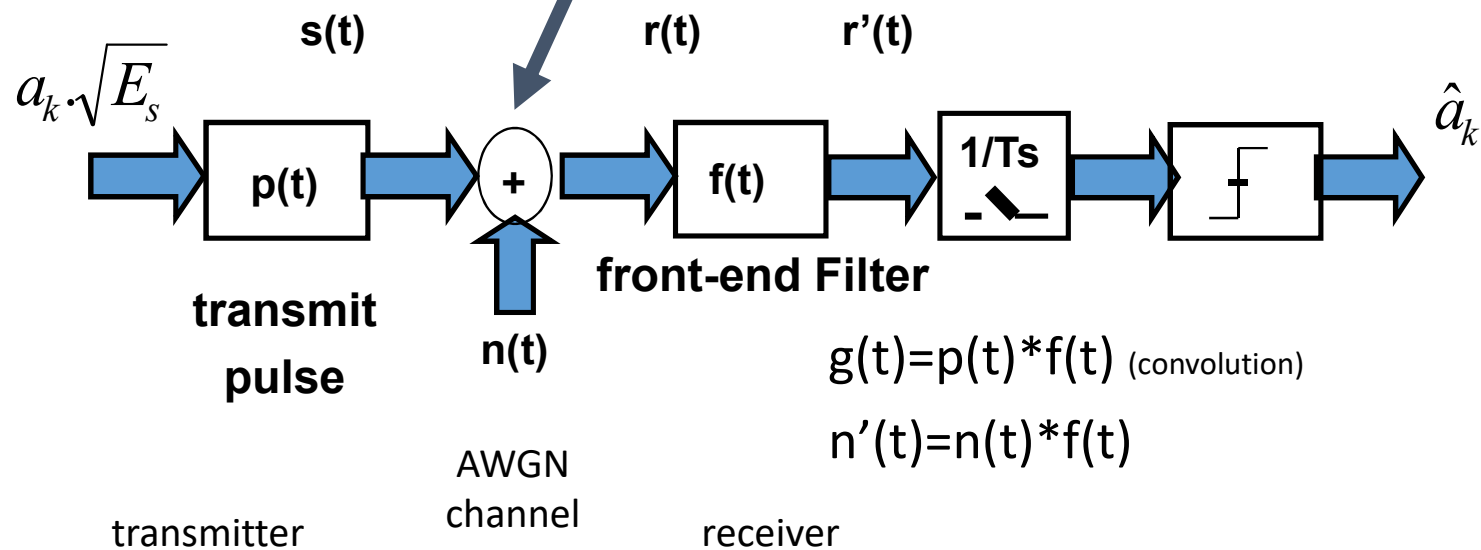 s(t) r(t) r’(t)
a_k.√E_s
p(t)
+
f(t)
1/Ts
â_k
transmit
pulse
n(t)
front-end Filter
g(t)=p(t)*f(t) (convolution)
n’(t)=n(t)*f(t)
AWGN
channel
transmitter
receiver